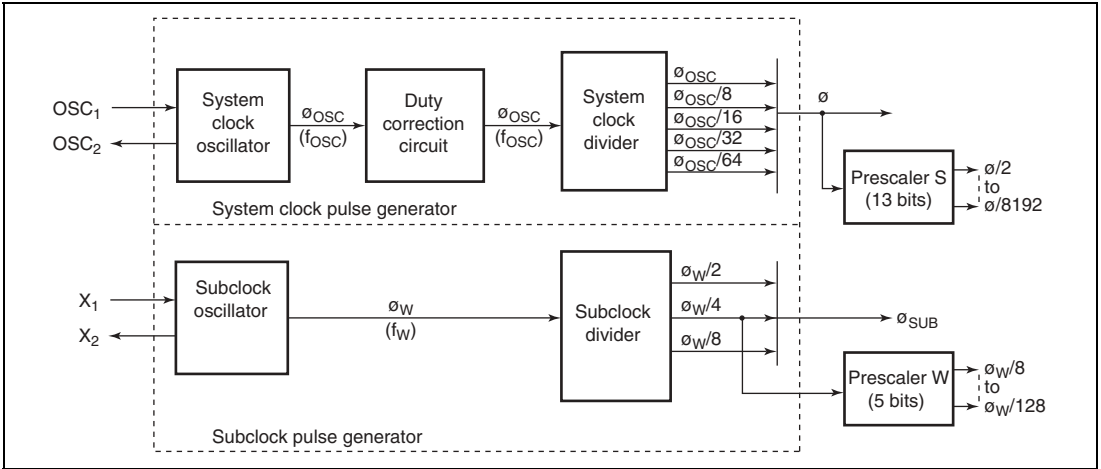 OSC1
OSC2
System
clock
oscillator
øOSC
(fOSC)
Duty
correction
circuit
øOSC
(fOSC)
System
clock
divider
øOSC
øOSC/8
øOSC/16
øOSC/32
øOSC/64
ø
Prescaler S
(13 bits)
ø/2
to
ø/8192
System clock pulse generator
X1
X2
Subclock
oscillator
øW
(fW)
Subclock
divider
øW/2
øW/4
øW/8
øSUB
Prescaler W
(5 bits)
øW/8
to
øW/128
Subclock pulse generator